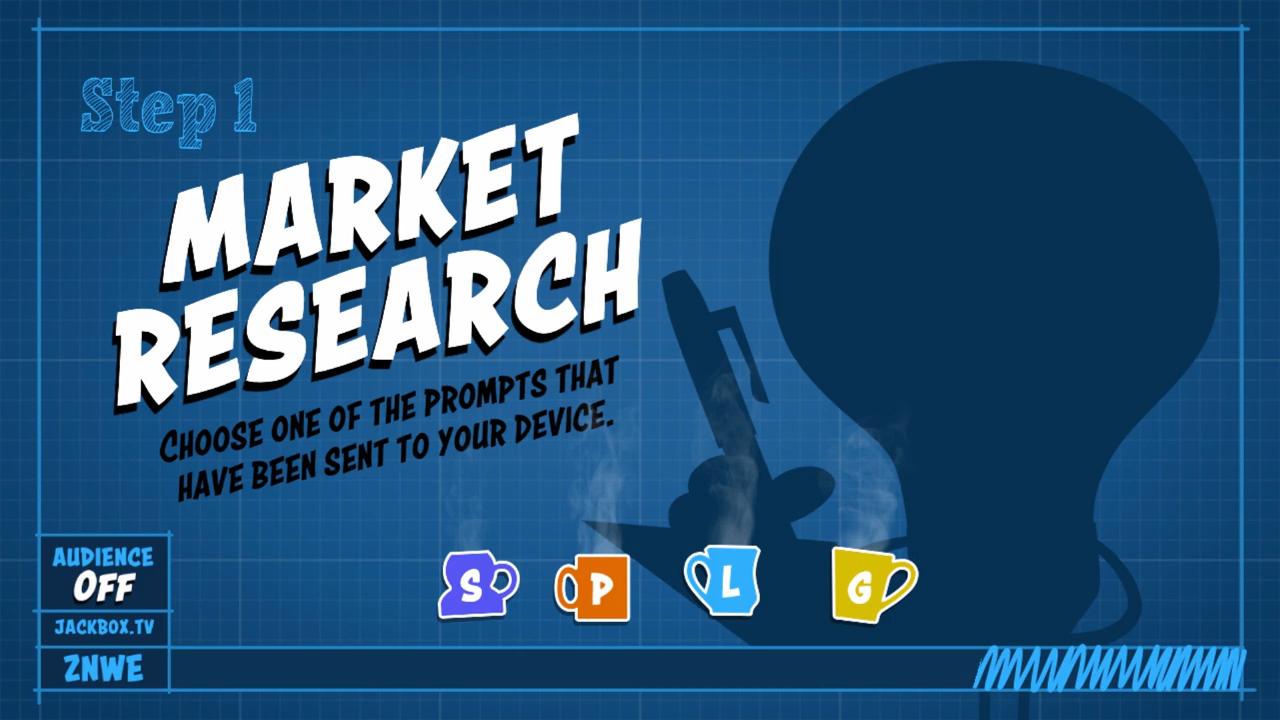 Step 1
MARKET
RESEARCH
CHOOSE ONE OF THE PROMPTS THAT
HAVE BEEN SENT TO YOUR DEVICE.
AUDIENCE
OFF
JACKBOX.TV
ZNWE
S
P
L
G